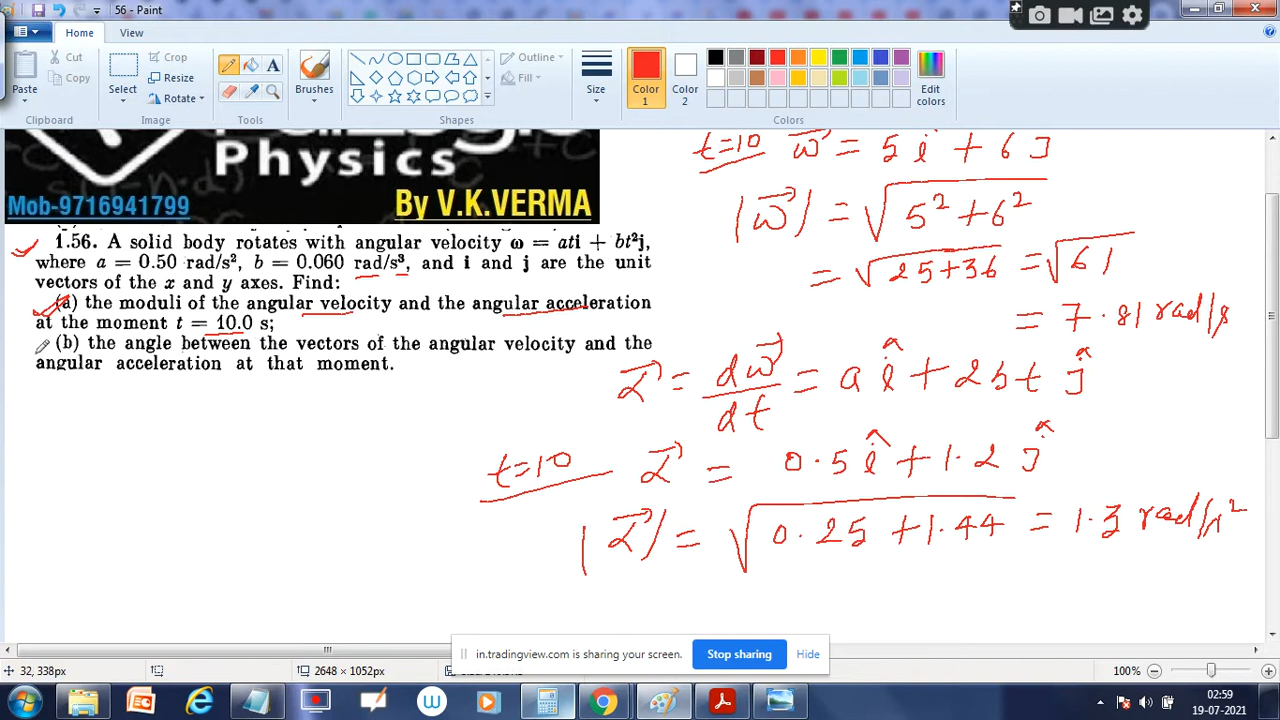 56 - Paint
Home View
Paste
Cut
Copy
Clipboard
Select
Crop
Resize
Rotate
Image
Tools
Brushes
Outline
Fill
Shapes
Size
Color 1
Color 2
Edit colors
Colors
Physics
Mob-9716941799 By V.K.VERMA
1.56. A solid body rotates with angular velocity ω = ati + bt²j,
where a = 0.50 rad/s², b = 0.060 rad/s³, and i and j are the unit
vectors of the x and y axes. Find:
(a) the moduli of the angular velocity and the angular acceleration
at the moment t = 10.0 s;
(b) the angle between the vectors of the angular velocity and the
angular acceleration at that moment.
t=10 ω⃗ = 5 i + 6 J
|ω⃗| = √(5² + 6²)
= √(25+36) = √61
= 7.81 rad/s
α⃗ = dω⃗/dt = a î + 2bt ĵ
t=10 α⃗ = 0.5 î + 1.2 ĵ
|α⃗| = √(0.25 + 1.44) = 1.3 rad/s²
in.tradingview.com is sharing your screen. Stop sharing Hide
32, 338px 2648 × 1052px 100%
02:59
19-07-2021